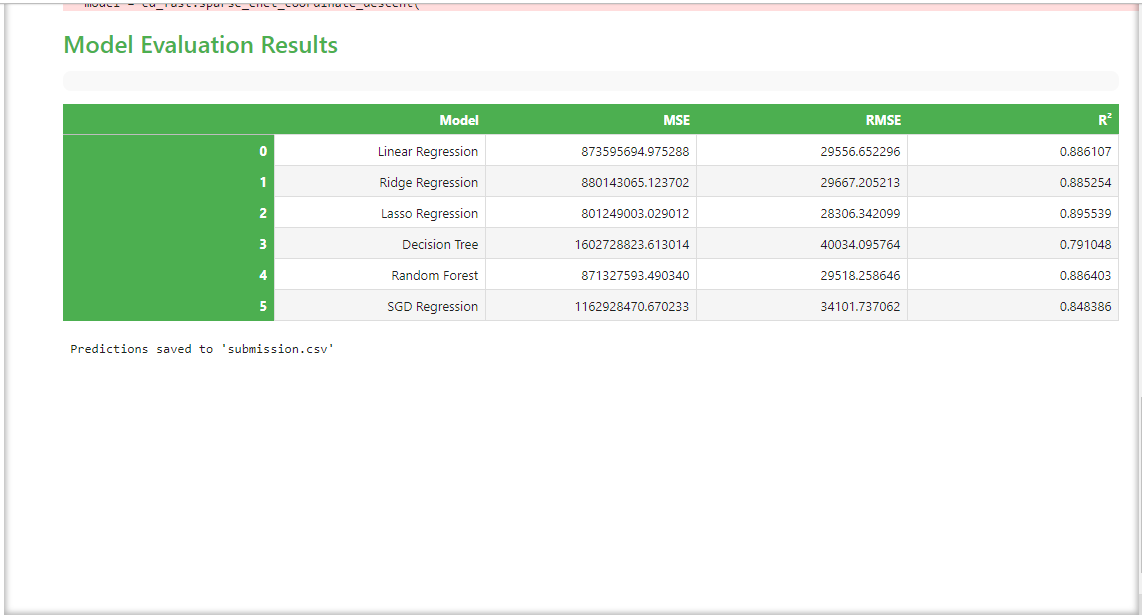 model = cd_fast.sparse_enet_coordinate_descent(
Model Evaluation Results
Model MSE RMSE R²
0 Linear Regression 873595694.975288 29556.652296 0.886107
1 Ridge Regression 880143065.123702 29667.205213 0.885254
2 Lasso Regression 801249003.029012 28306.342099 0.895539
3 Decision Tree 1602728823.613014 40034.095764 0.791048
4 Random Forest 871327593.490340 29518.258646 0.886403
5 SGD Regression 1162928470.670233 34101.737062 0.848386
Predictions saved to 'submission.csv'